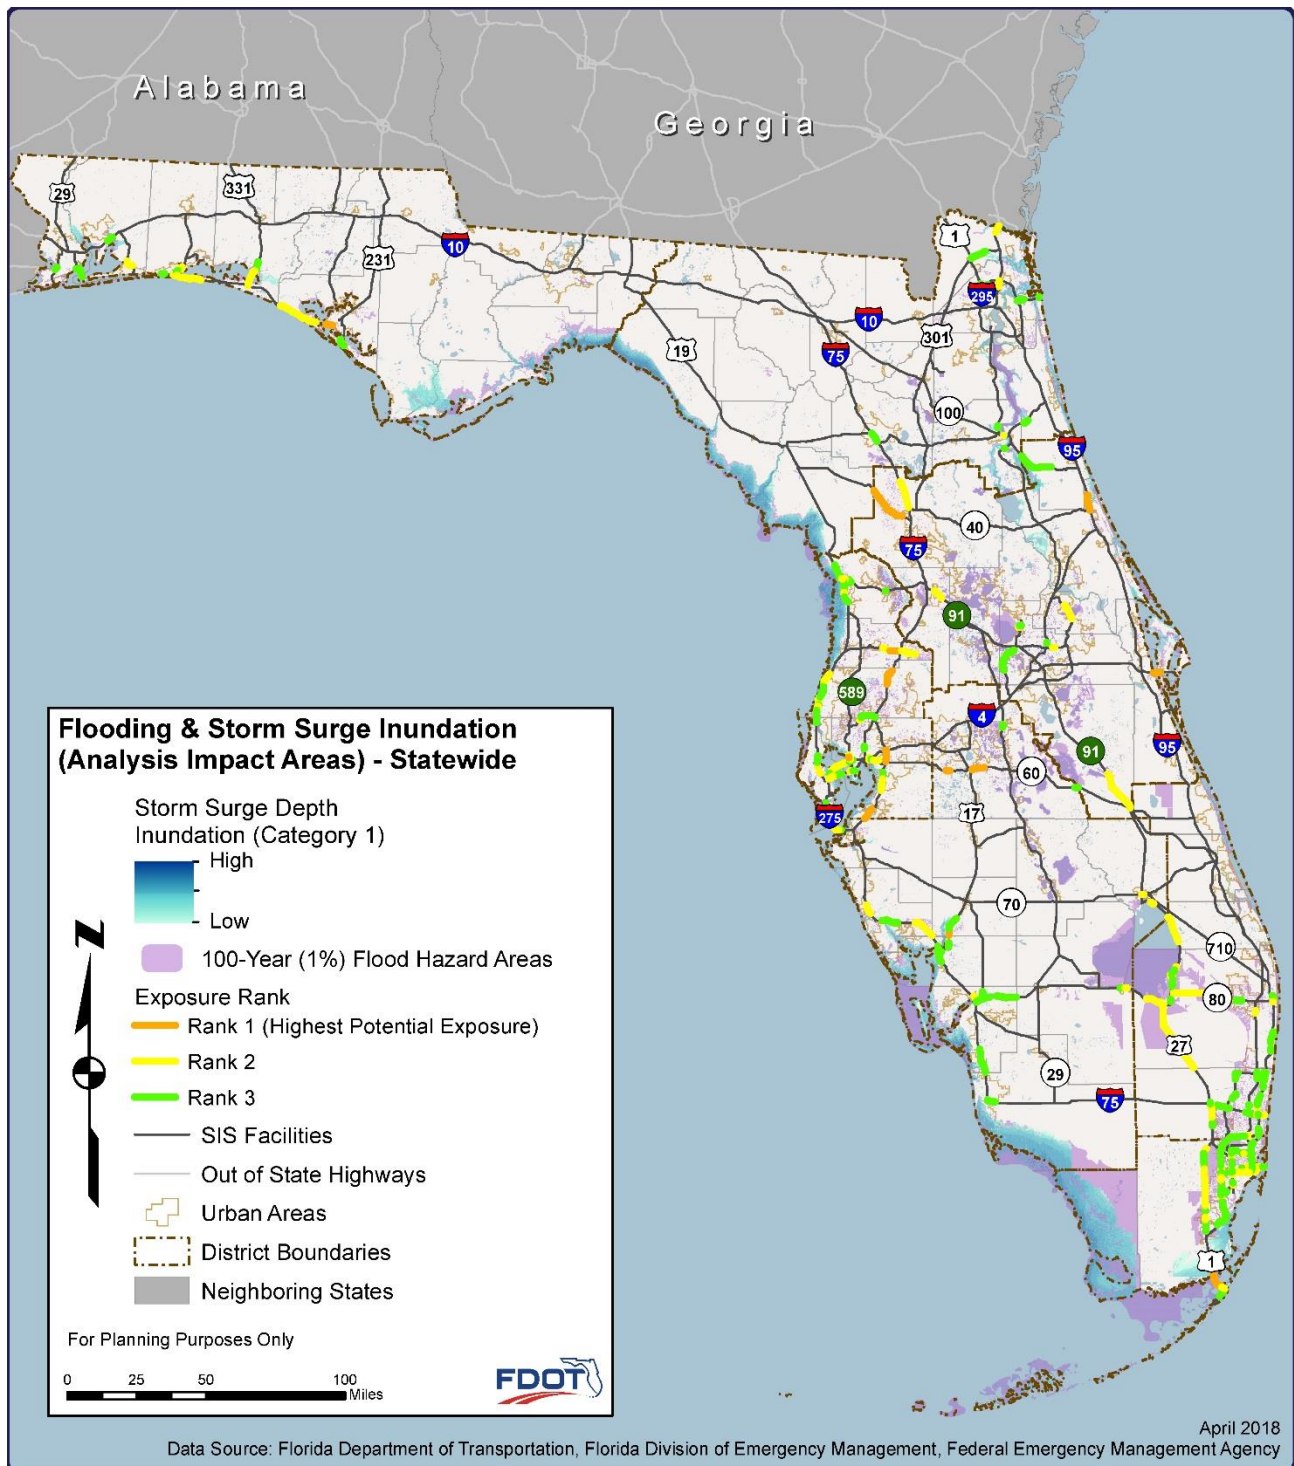 Alabama
Georgia
29
331
231
10
1
295
10
301
19
75
100
95
40
75
91
589
4
91
95
60
17
275
70
710
80
27
29
75
1
Flooding & Storm Surge Inundation
(Analysis Impact Areas) - Statewide
Storm Surge Depth
Inundation (Category 1)
High
Low
100-Year (1%) Flood Hazard Areas
Exposure Rank
Rank 1 (Highest Potential Exposure)
Rank 2
Rank 3
SIS Facilities
Out of State Highways
Urban Areas
District Boundaries
Neighboring States
N
For Planning Purposes Only
0 25 50 100
Miles
FDOT
April 2018
Data Source: Florida Department of Transportation, Florida Division of Emergency Management, Federal Emergency Management Agency